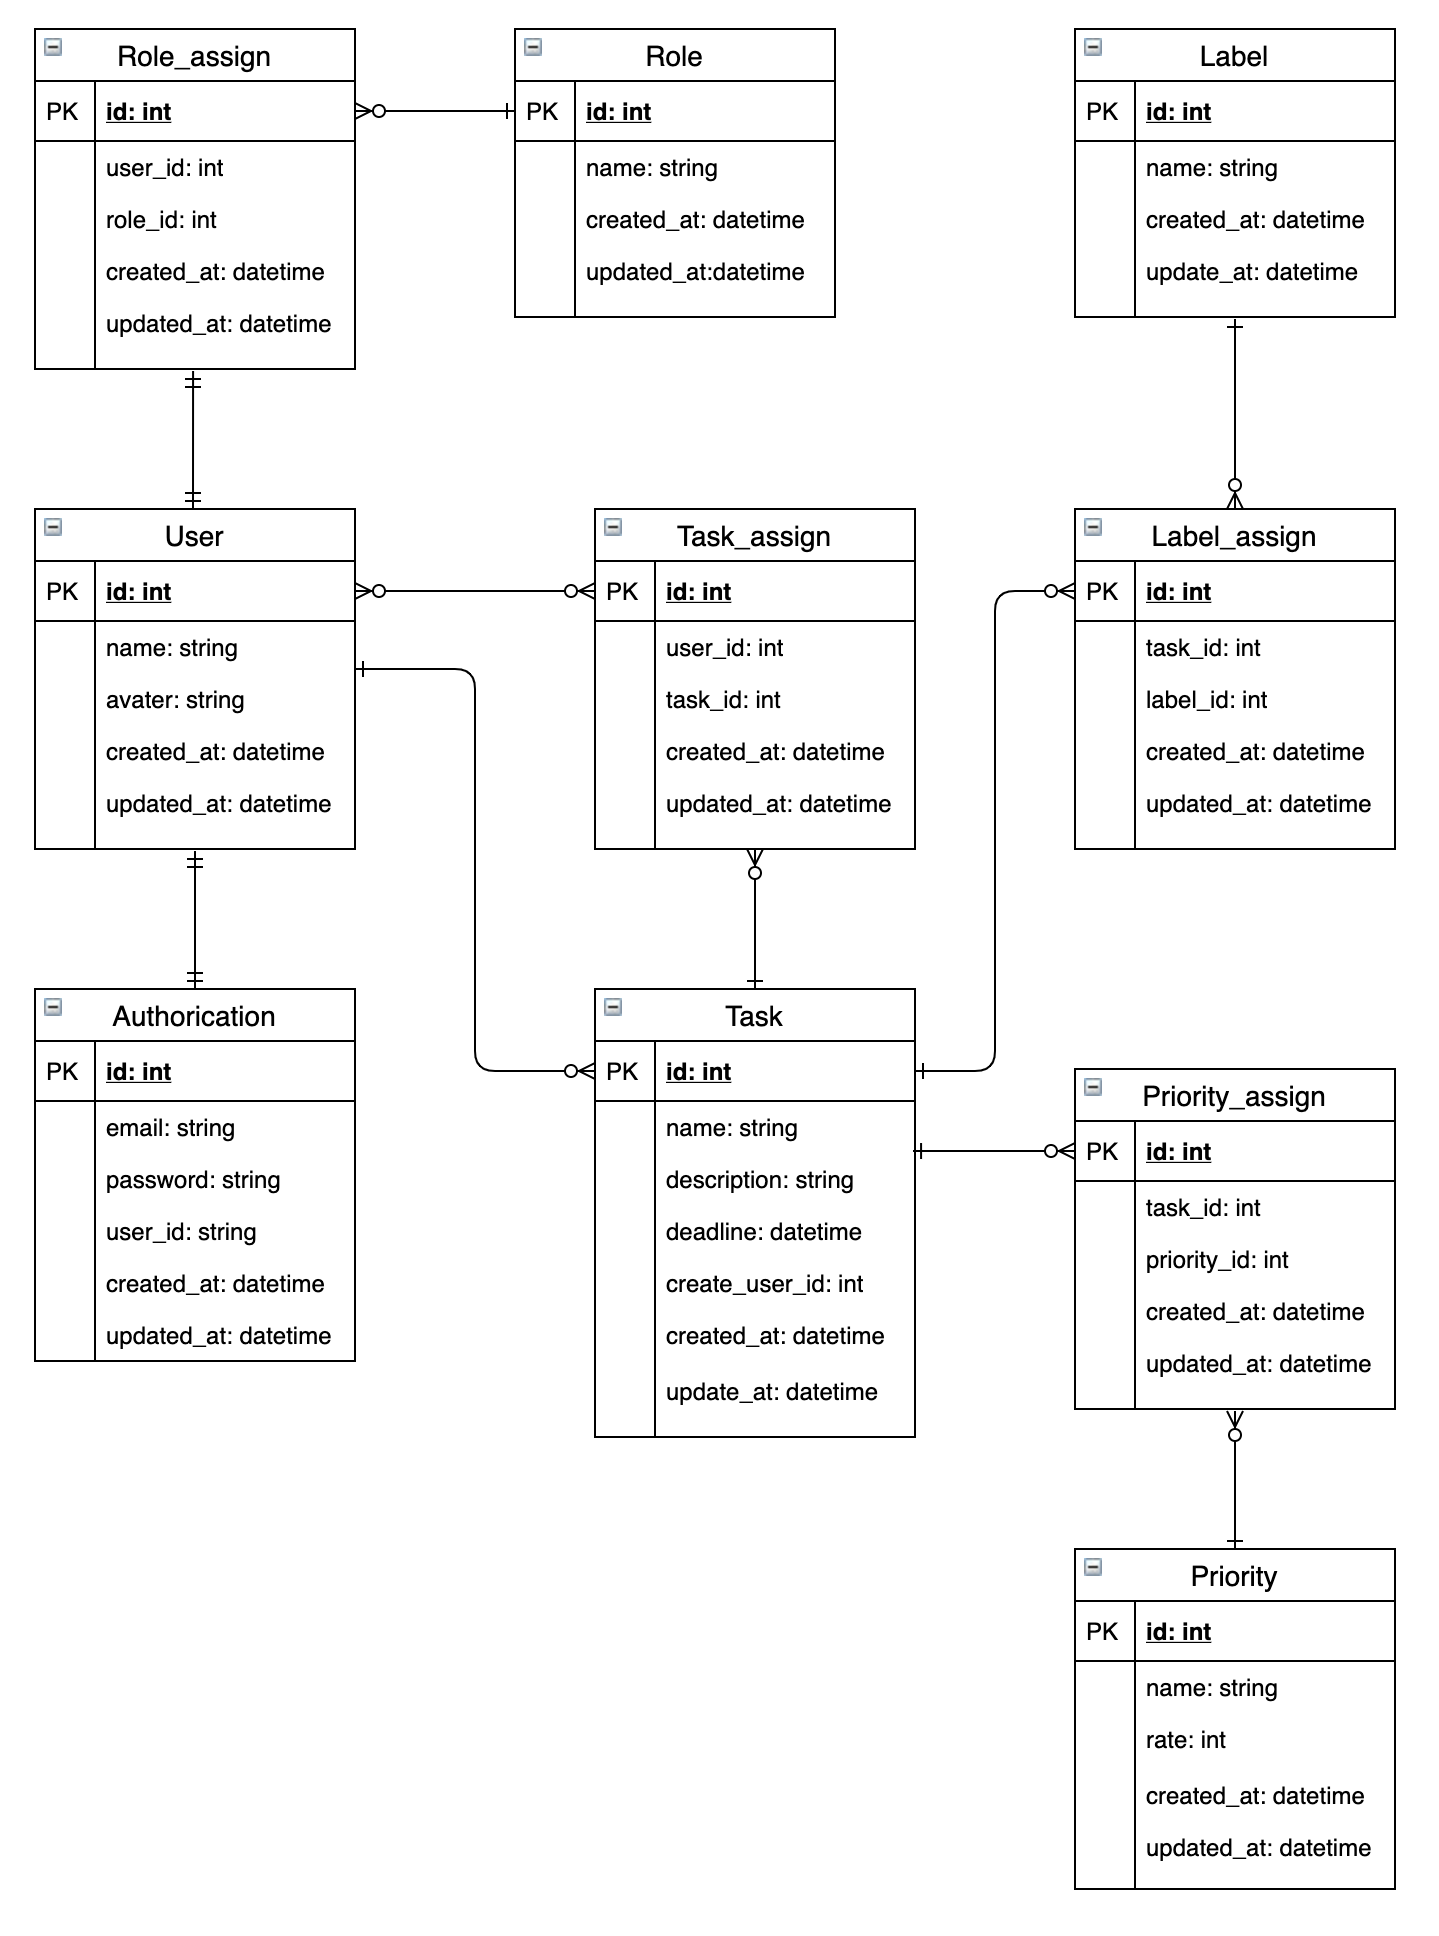 Role_assign
PK id: int
user_id: int
role_id: int
created_at: datetime
updated_at: datetime
Role
PK id: int
name: string
created_at: datetime
updated_at:datetime
Label
PK id: int
name: string
created_at: datetime
update_at: datetime
User
PK id: int
name: string
avater: string
created_at: datetime
updated_at: datetime
Task_assign
PK id: int
user_id: int
task_id: int
created_at: datetime
updated_at: datetime
Label_assign
PK id: int
task_id: int
label_id: int
created_at: datetime
updated_at: datetime
Authorication
PK id: int
email: string
password: string
user_id: string
created_at: datetime
updated_at: datetime
Task
PK id: int
name: string
description: string
deadline: datetime
create_user_id: int
created_at: datetime
update_at: datetime
Priority_assign
PK id: int
task_id: int
priority_id: int
created_at: datetime
updated_at: datetime
Priority
PK id: int
name: string
rate: int
created_at: datetime
updated_at: datetime